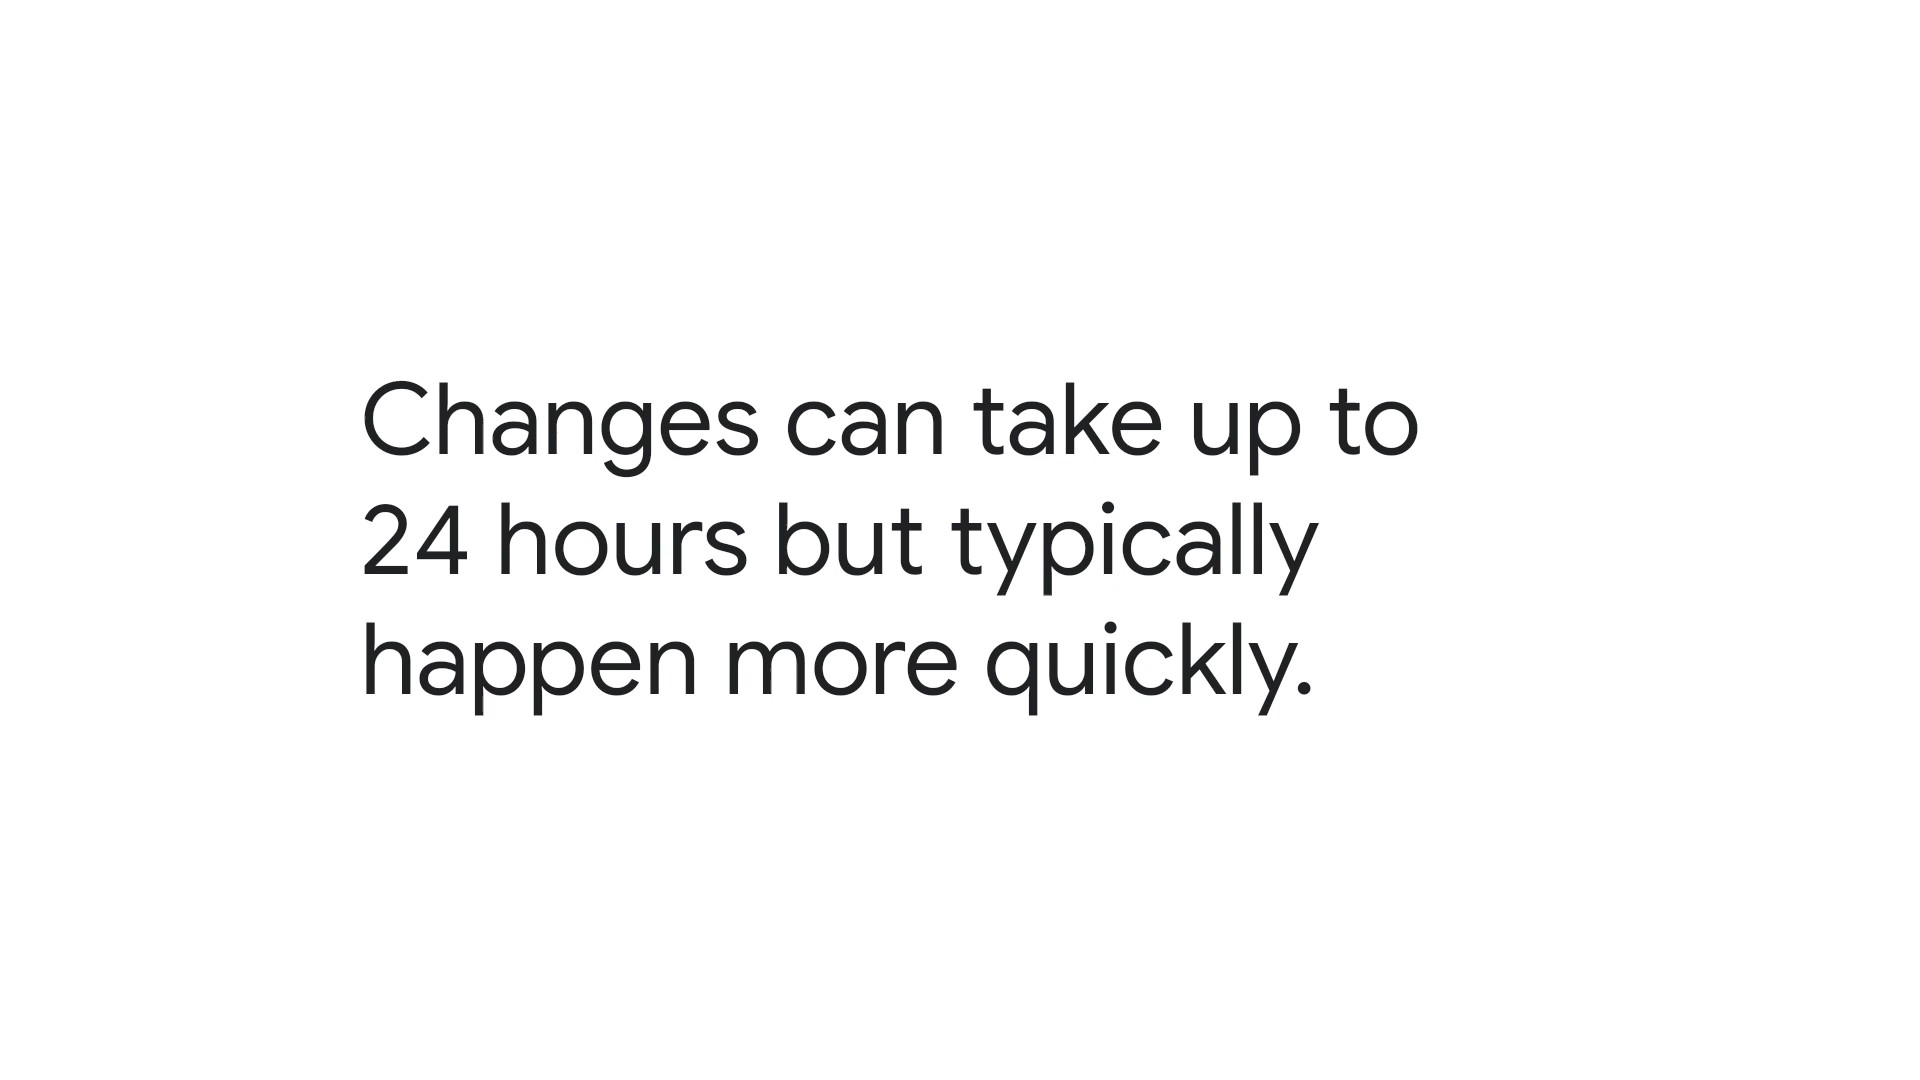 Changes can take up to
24 hours but typically
happen more quickly.